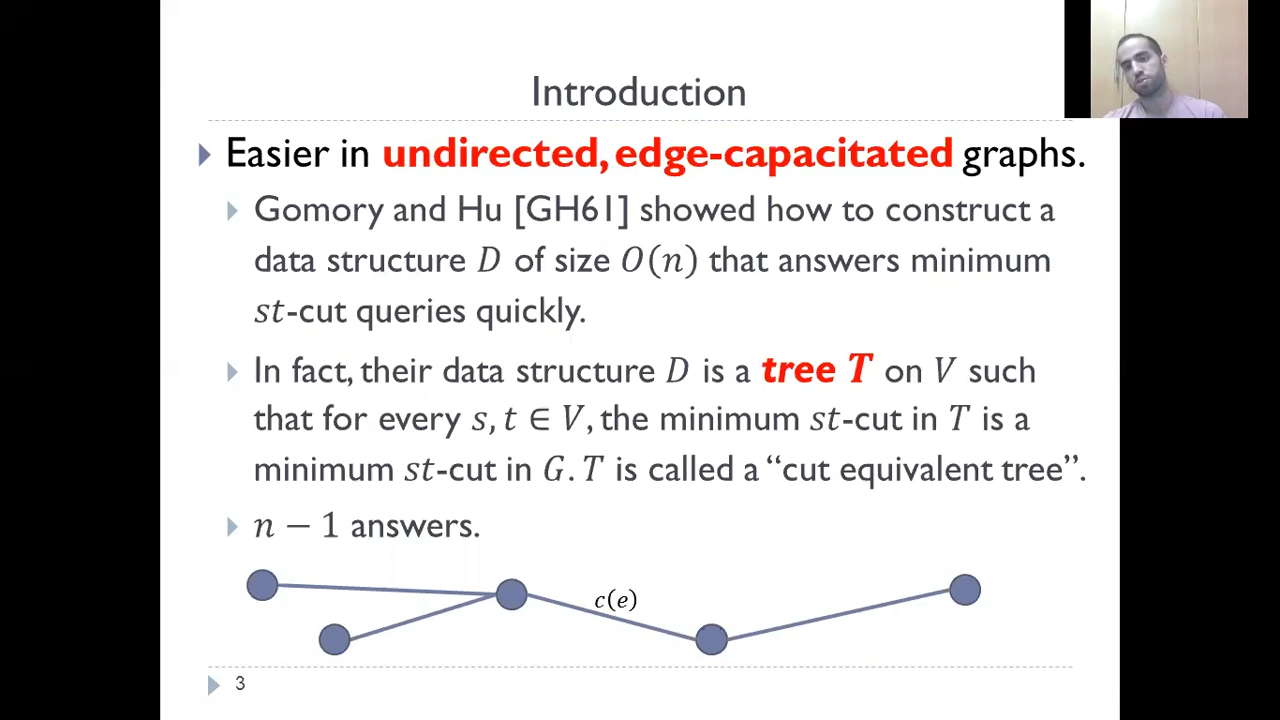 Introduction
Easier in undirected, edge-capacitated graphs.
Gomory and Hu [GH61] showed how to construct a
data structure D of size O(n) that answers minimum
st-cut queries quickly.
In fact, their data structure D is a tree T on V such
that for every s, t ∈ V, the minimum st-cut in T is a
minimum st-cut in G. T is called a “cut equivalent tree”.
n − 1 answers.
c(e)
3